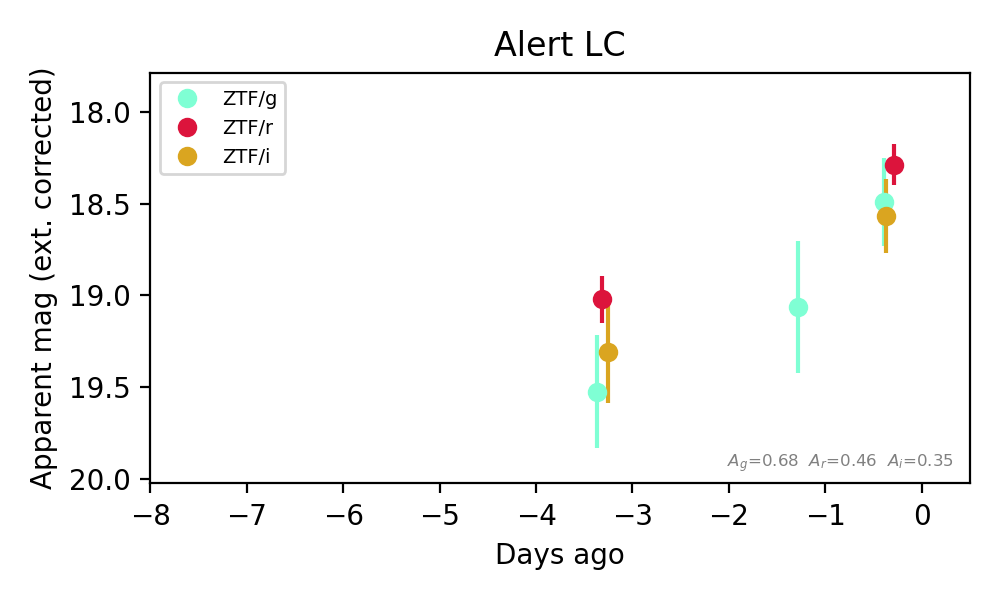 Alert LC
Apparent mag (ext. corrected)
18.0
18.5
19.0
19.5
20.0
ZTF/g
ZTF/r
ZTF/i
A_g=0.68 A_r=0.46 A_i=0.35
−8 −7 −6 −5 −4 −3 −2 −1 0
Days ago